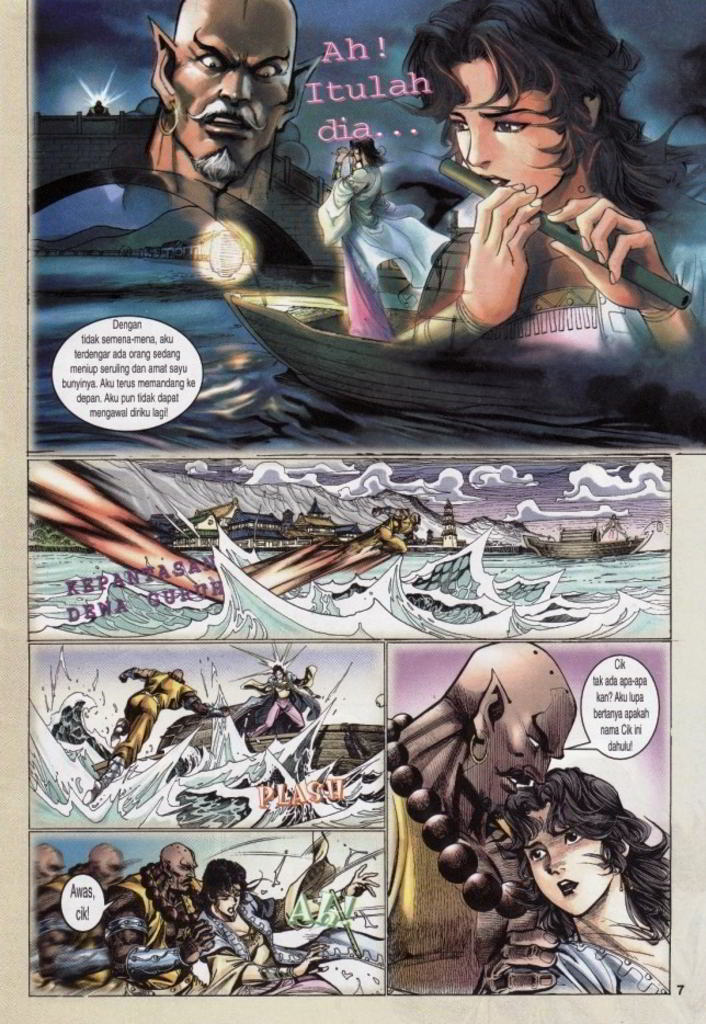 Ah!
Itulah
dia...
Dengan
tidak semena-mena, aku
terdengar ada orang sedang
meniup seruling dan amat sayu
bunyinya. Aku terus memandang ke
depan. Aku pun tidak dapat
mengawal diriku lagi!
KEPANTASAN
DEWA
PLASH
Cik
tak ada apa-apa
kan? Aku lupa
bertanya apakah
nama Cik ini
dahulu!
Awas,
cik!
AH!
7